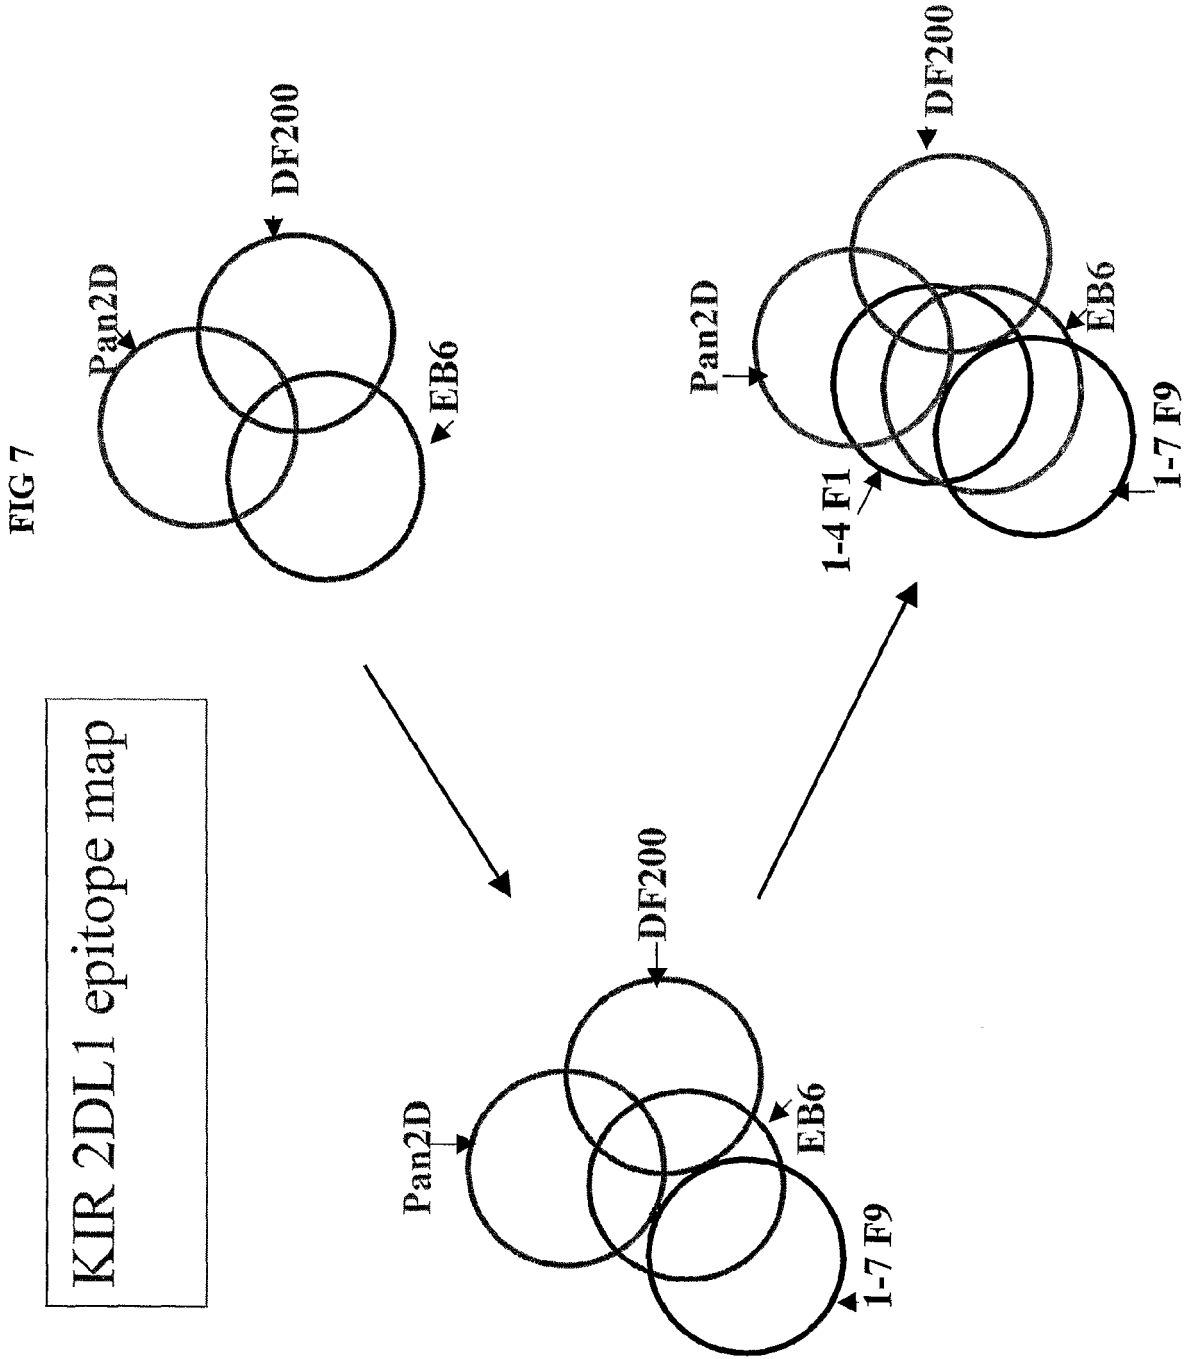 FIG 7
KIR 2DL1 epitope map
Pan2D
DF200
EB6
Pan2D
DF200
EB6
1-7 F9
Pan2D
DF200
1-4 F1
EB6
1-7 F9